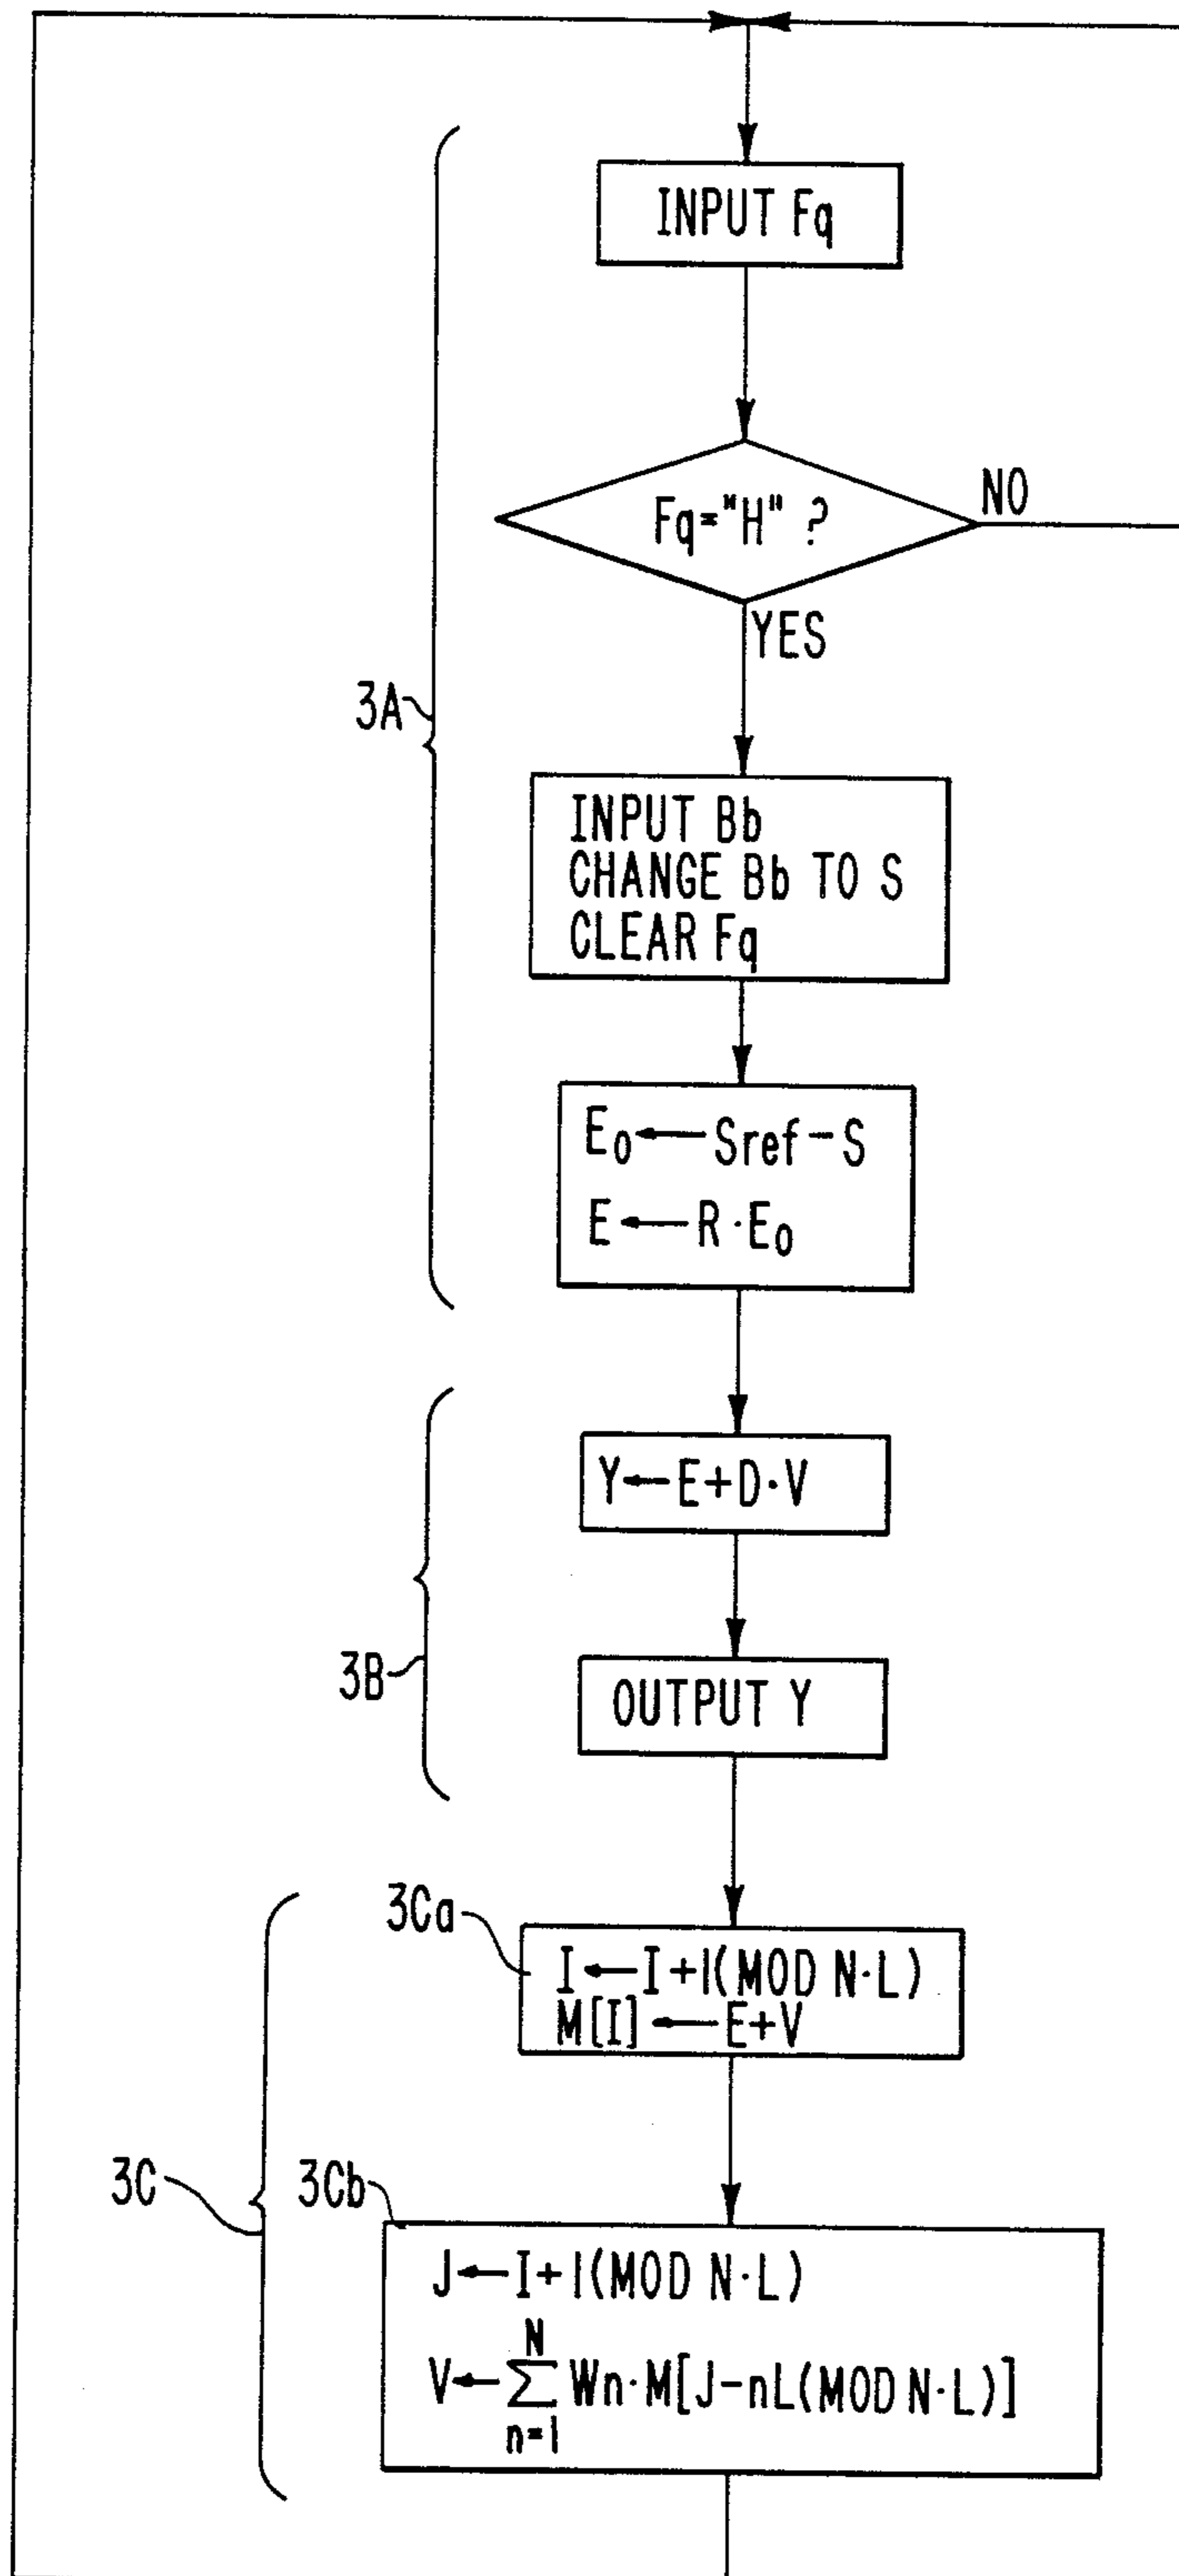 INPUT Fq
Fq="H" ?
NO
YES
3A
INPUT Bb
CHANGE Bb TO S
CLEAR Fq
E₀←Sref-S
E←R·E₀
3B
Y←E+D·V
OUTPUT Y
3C
3Ca
I←I+1(MOD N·L)
M[I]←E+V
3Cb
J←I+1(MOD N·L)
V←∑ₙ₌₁ᴺ Wn·M[J-nL(MOD N·L)]